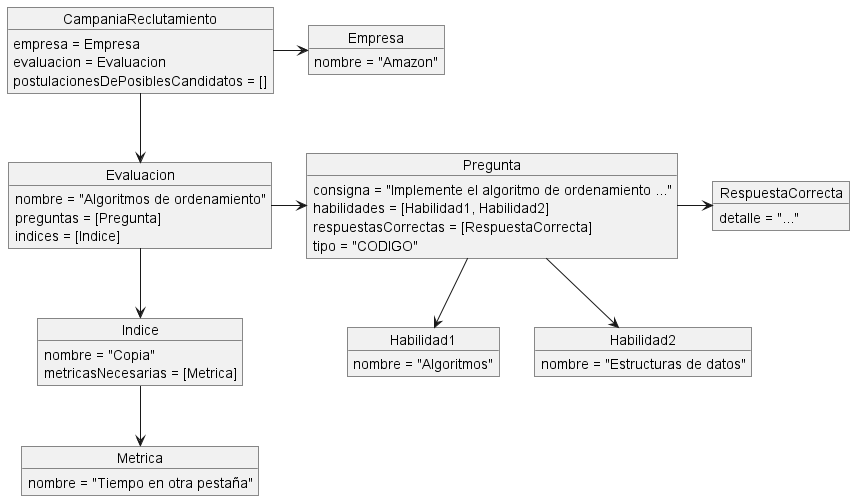 CampaniaReclutamiento
empresa = Empresa
evaluacion = Evaluacion
postulacionesDePosiblesCandidatos = []
Empresa
nombre = "Amazon"
Evaluacion
nombre = "Algoritmos de ordenamiento"
preguntas = [Pregunta]
indices = [Indice]
Pregunta
consigna = "Implemente el algoritmo de ordenamiento ..."
habilidades = [Habilidad1, Habilidad2]
respuestasCorrectas = [RespuestaCorrecta]
tipo = "CODIGO"
RespuestaCorrecta
detalle = "..."
Indice
nombre = "Copia"
metricasNecesarias = [Metrica]
Habilidad1
nombre = "Algoritmos"
Habilidad2
nombre = "Estructuras de datos"
Metrica
nombre = "Tiempo en otra pestaña"